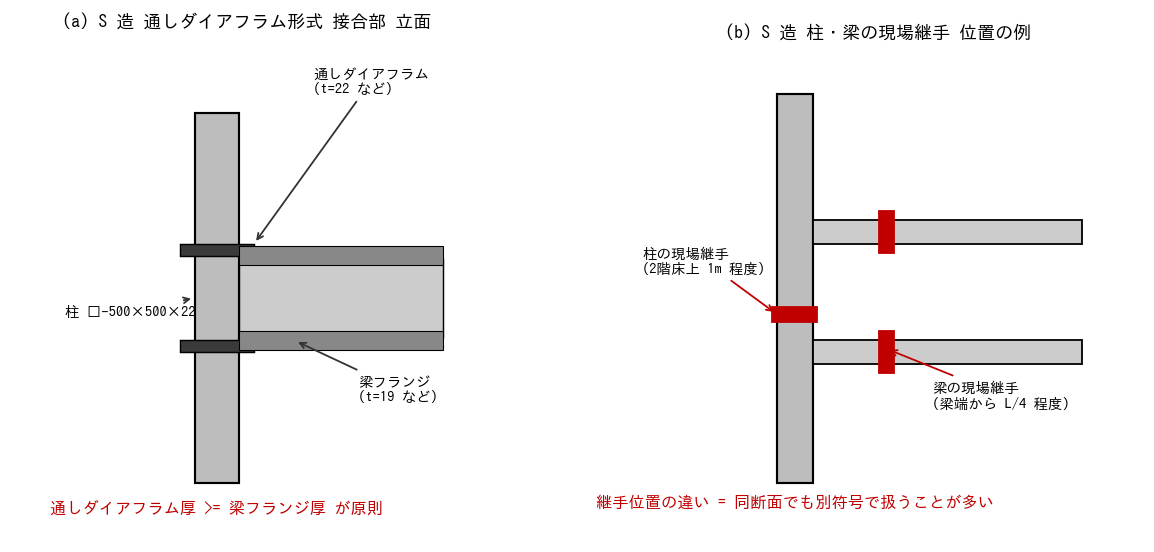 (a) S 造 通しダイアフラム形式 接合部 立面
通しダイアフラム
(t=22 など)
柱 □-500×500×22
梁フランジ
(t=19 など)
通しダイアフラム厚 >= 梁フランジ厚 が原則
(b) S 造 柱・梁の現場継手 位置の例
柱の現場継手
(2階床上 1m 程度)
梁の現場継手
(梁端から L/4 程度)
継手位置の違い = 同断面でも別符号で扱うことが多い